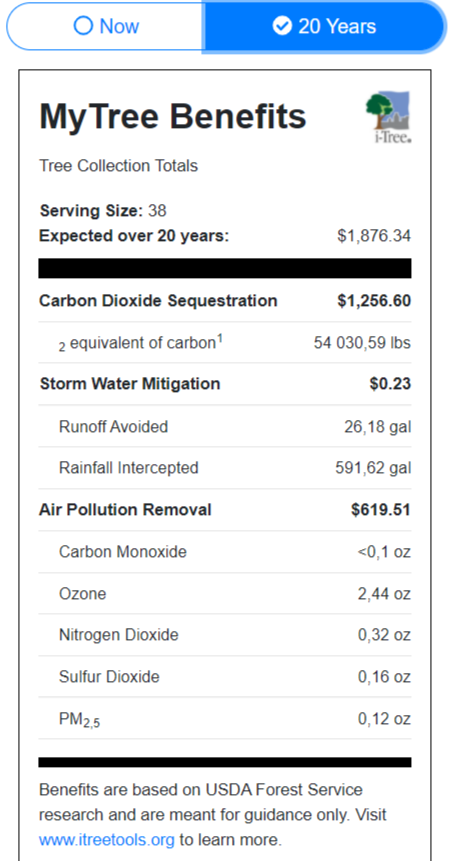 Now
20 Years
MyTree Benefits
i-Tree.
Tree Collection Totals
Serving Size: 38
Expected over 20 years: $1,876.34
Carbon Dioxide Sequestration $1,256.60
2 equivalent of carbon1 54 030,59 lbs
Storm Water Mitigation $0.23
Runoff Avoided 26,18 gal
Rainfall Intercepted 591,62 gal
Air Pollution Removal $619.51
Carbon Monoxide <0,1 oz
Ozone 2,44 oz
Nitrogen Dioxide 0,32 oz
Sulfur Dioxide 0,16 oz
PM2,5 0,12 oz
Benefits are based on USDA Forest Service
research and are meant for guidance only. Visit
www.itreetools.org to learn more.